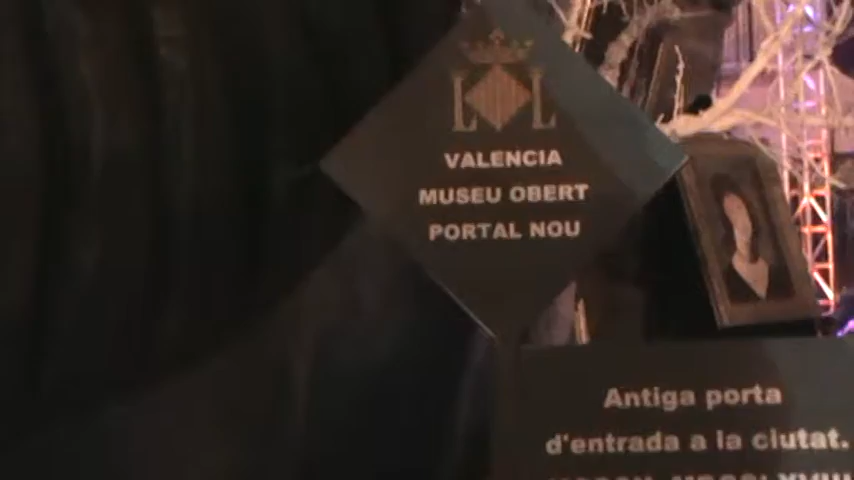 L L
VALENCIA
MUSEU OBERT
PORTAL NOU
Antiga porta
d'entrada a la ciutat.